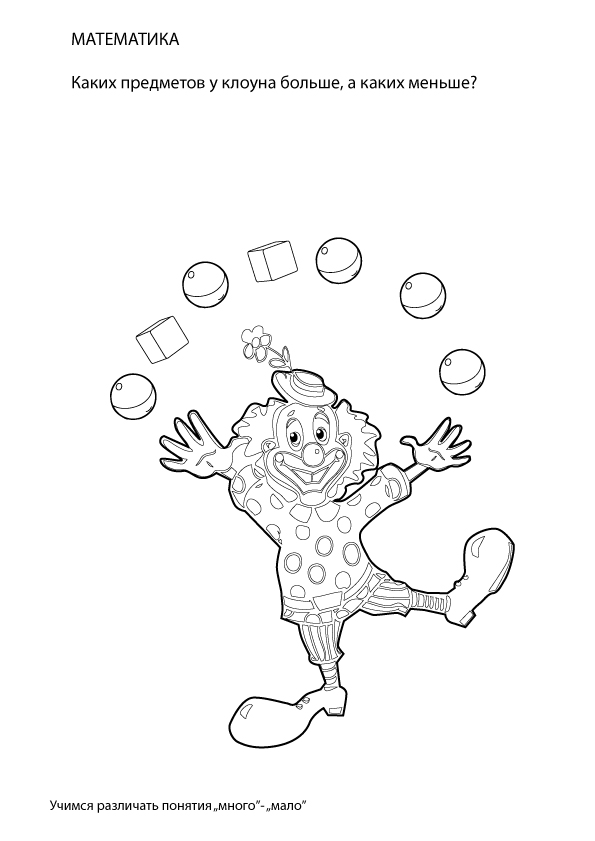 МАТЕМАТИКА
Каких предметов у клоуна больше, а каких меньше?
Учимся различать понятия „много”- „мало”